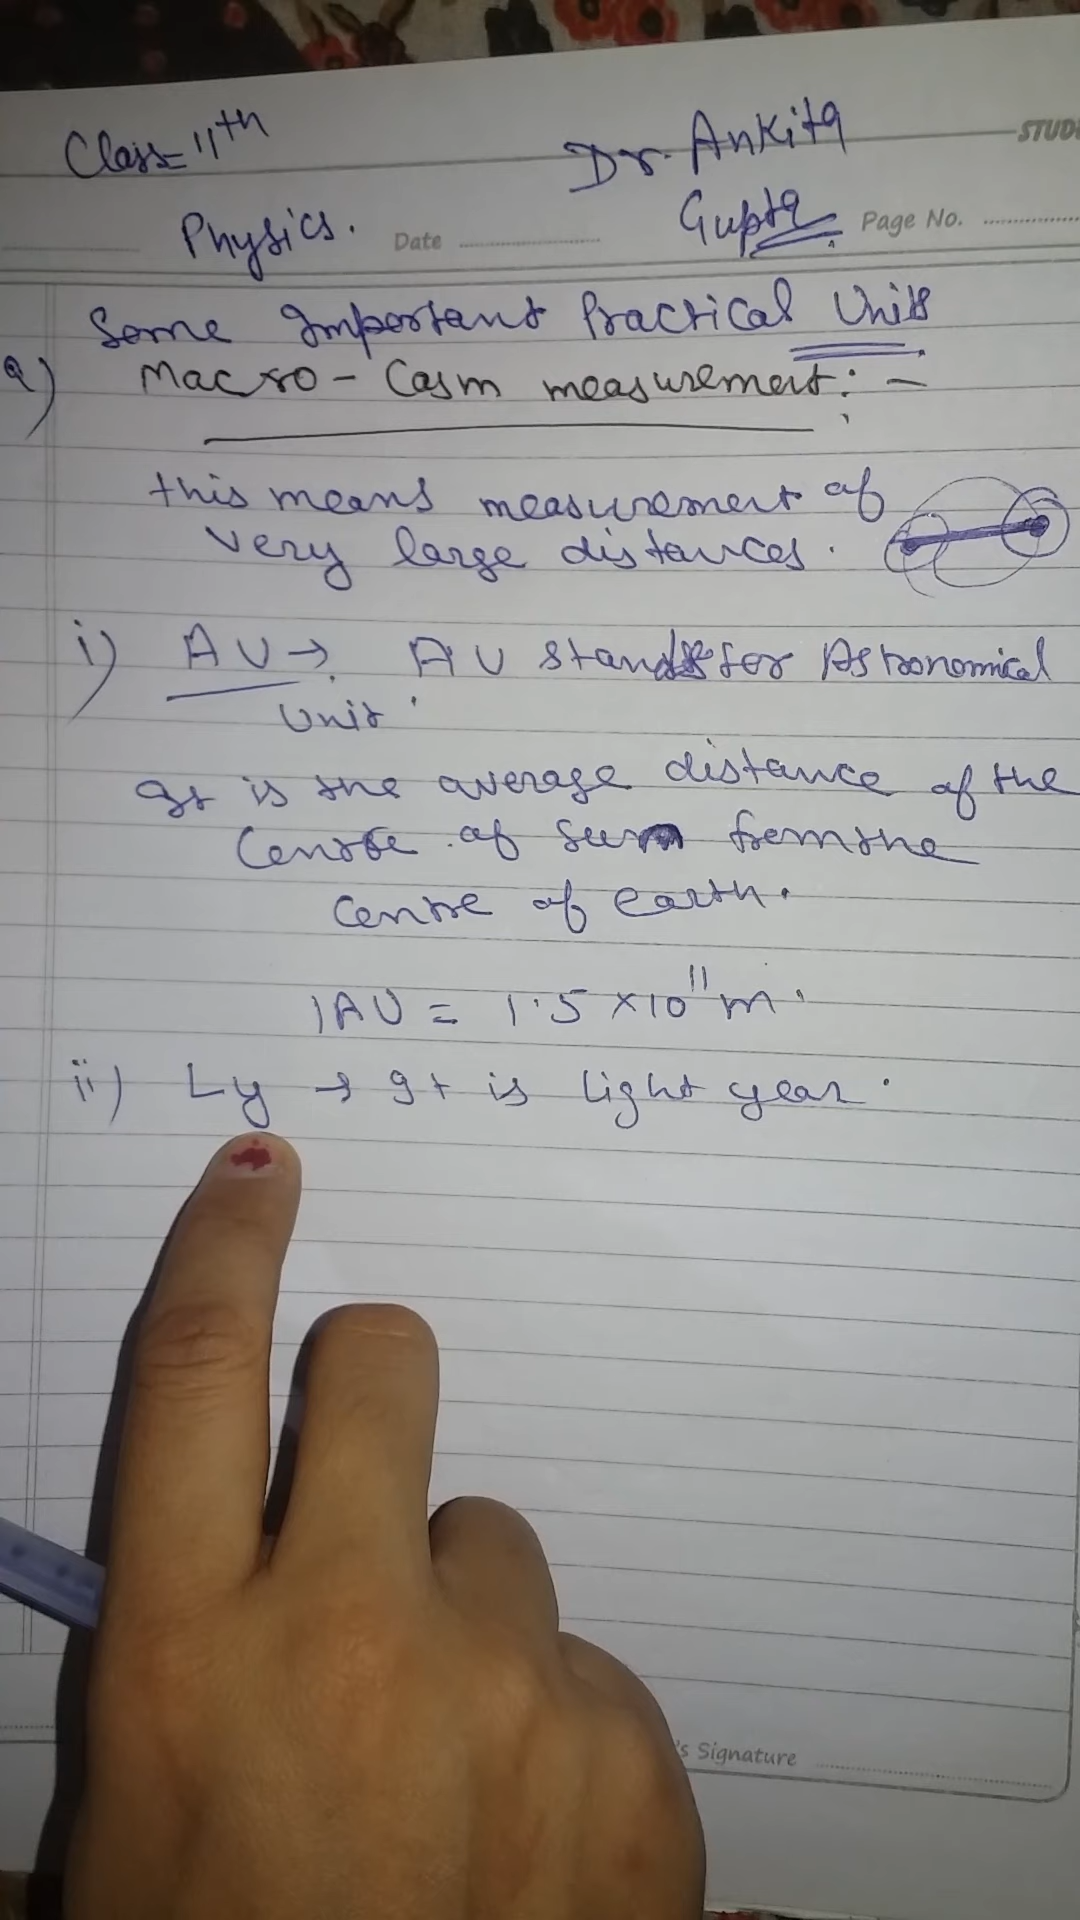 Class = 11th
Dr. Ankita
STUD
Physics.
Date
Gupta
Page No.
Some Important Practical Units
a) Macro - Cosm measurement: -
this means measurement of
very large distances.
i) AU → AU stands for Astronomical
Unit
It is the average distance of the
Centre of sun from the
centre of earth.
1AU = 1.5 × 10¹¹ m.
ii) Ly → It is light year.
's Signature